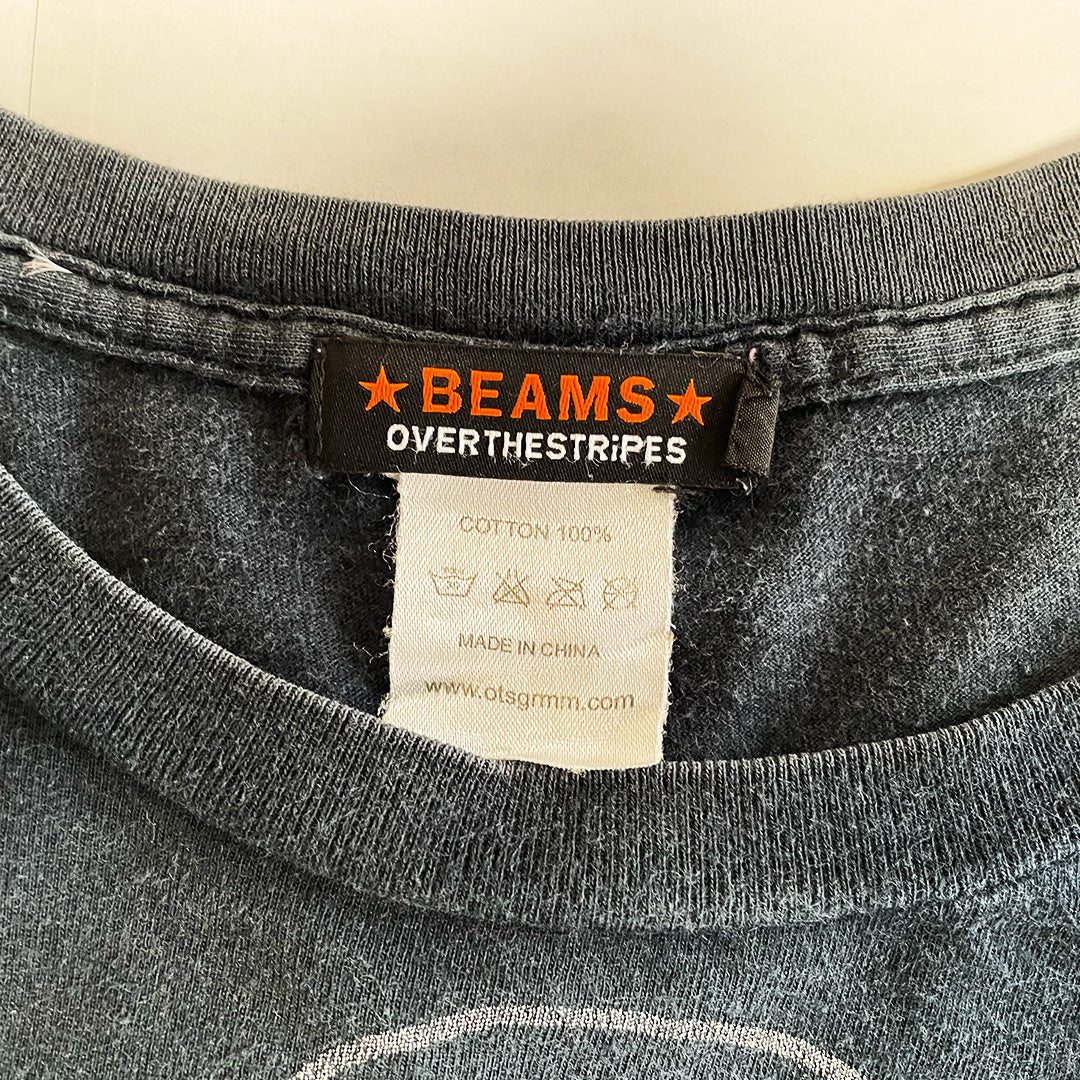 ★BEAMS★
OVERTHESTRiPES
COTTON 100%
MADE IN CHINA
www.otsgrmm.com